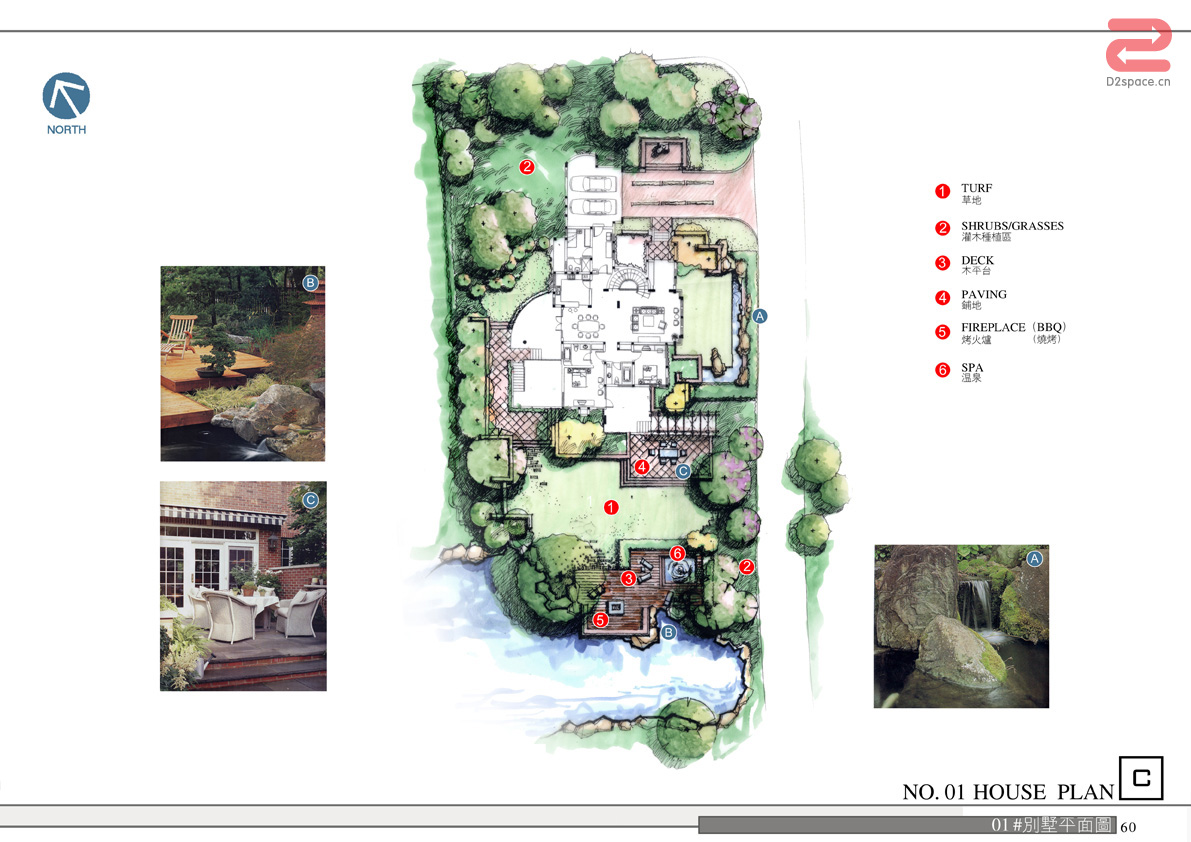 D2space.cn
NORTH
1 TURF
草地
2 SHRUBS/GRASSES
灌木種植區
3 DECK
木平台
4 PAVING
鋪地
5 FIREPLACE（BBQ）
烤火爐 （燒烤）
6 SPA
温泉
2
B
A
4
C
1
6
3
2
5
B
C
A
NO. 01 HOUSE PLAN C
01#別墅平面圖 60